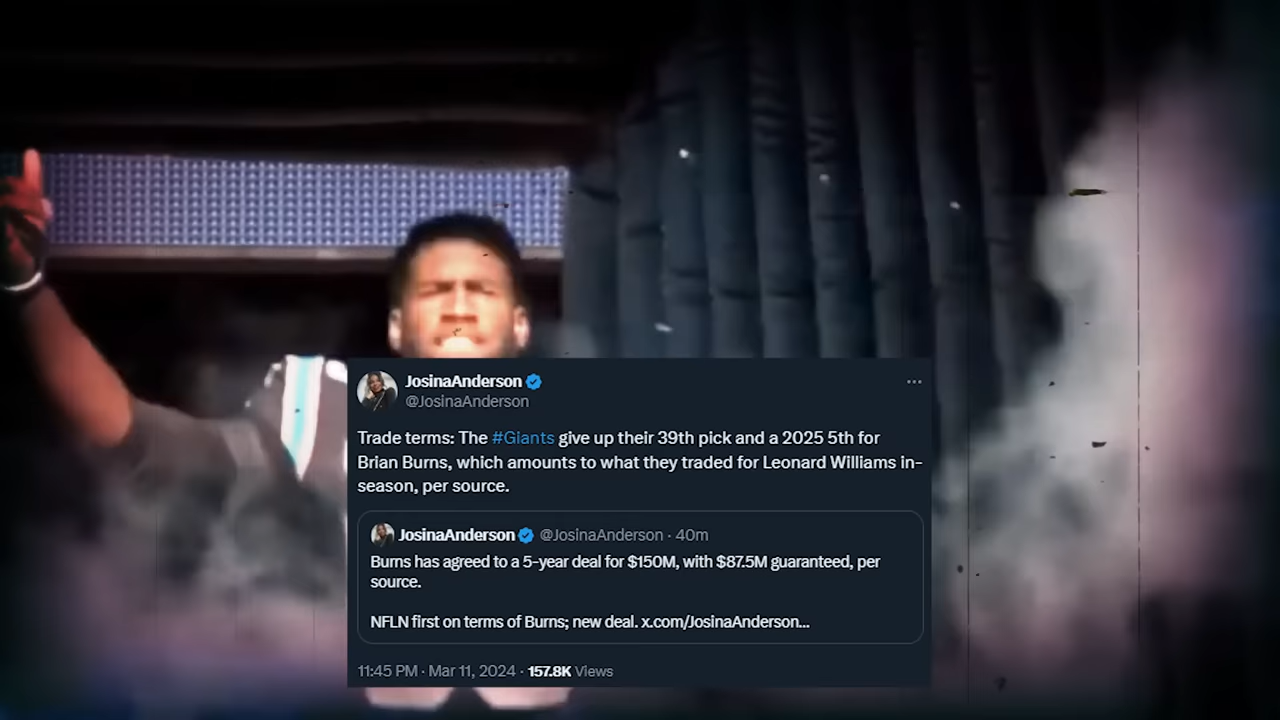 JosinaAnderson
@JosinaAnderson
Trade terms: The #Giants give up their 39th pick and a 2025 5th for
Brian Burns, which amounts to what they traded for Leonard Williams in-
season, per source.
JosinaAnderson @JosinaAnderson · 40m
Burns has agreed to a 5-year deal for $150M, with $87.5M guaranteed, per
source.
NFLN first on terms of Burns; new deal. x.com/JosinaAnderson...
11:45 PM · Mar 11, 2024 · 157.8K Views